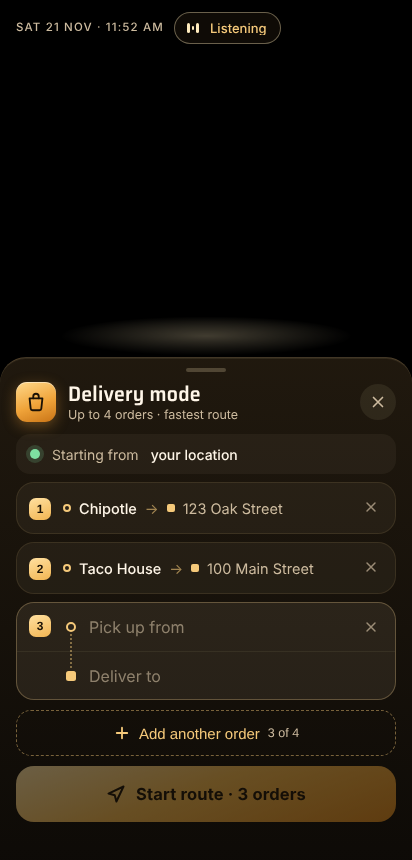 SAT 21 NOV · 11:52 AM Listening
Delivery mode
Up to 4 orders · fastest route
Starting from your location
1 Chipotle → 123 Oak Street
2 Taco House → 100 Main Street
3 Pick up from
Deliver to
+ Add another order 3 of 4
Start route · 3 orders